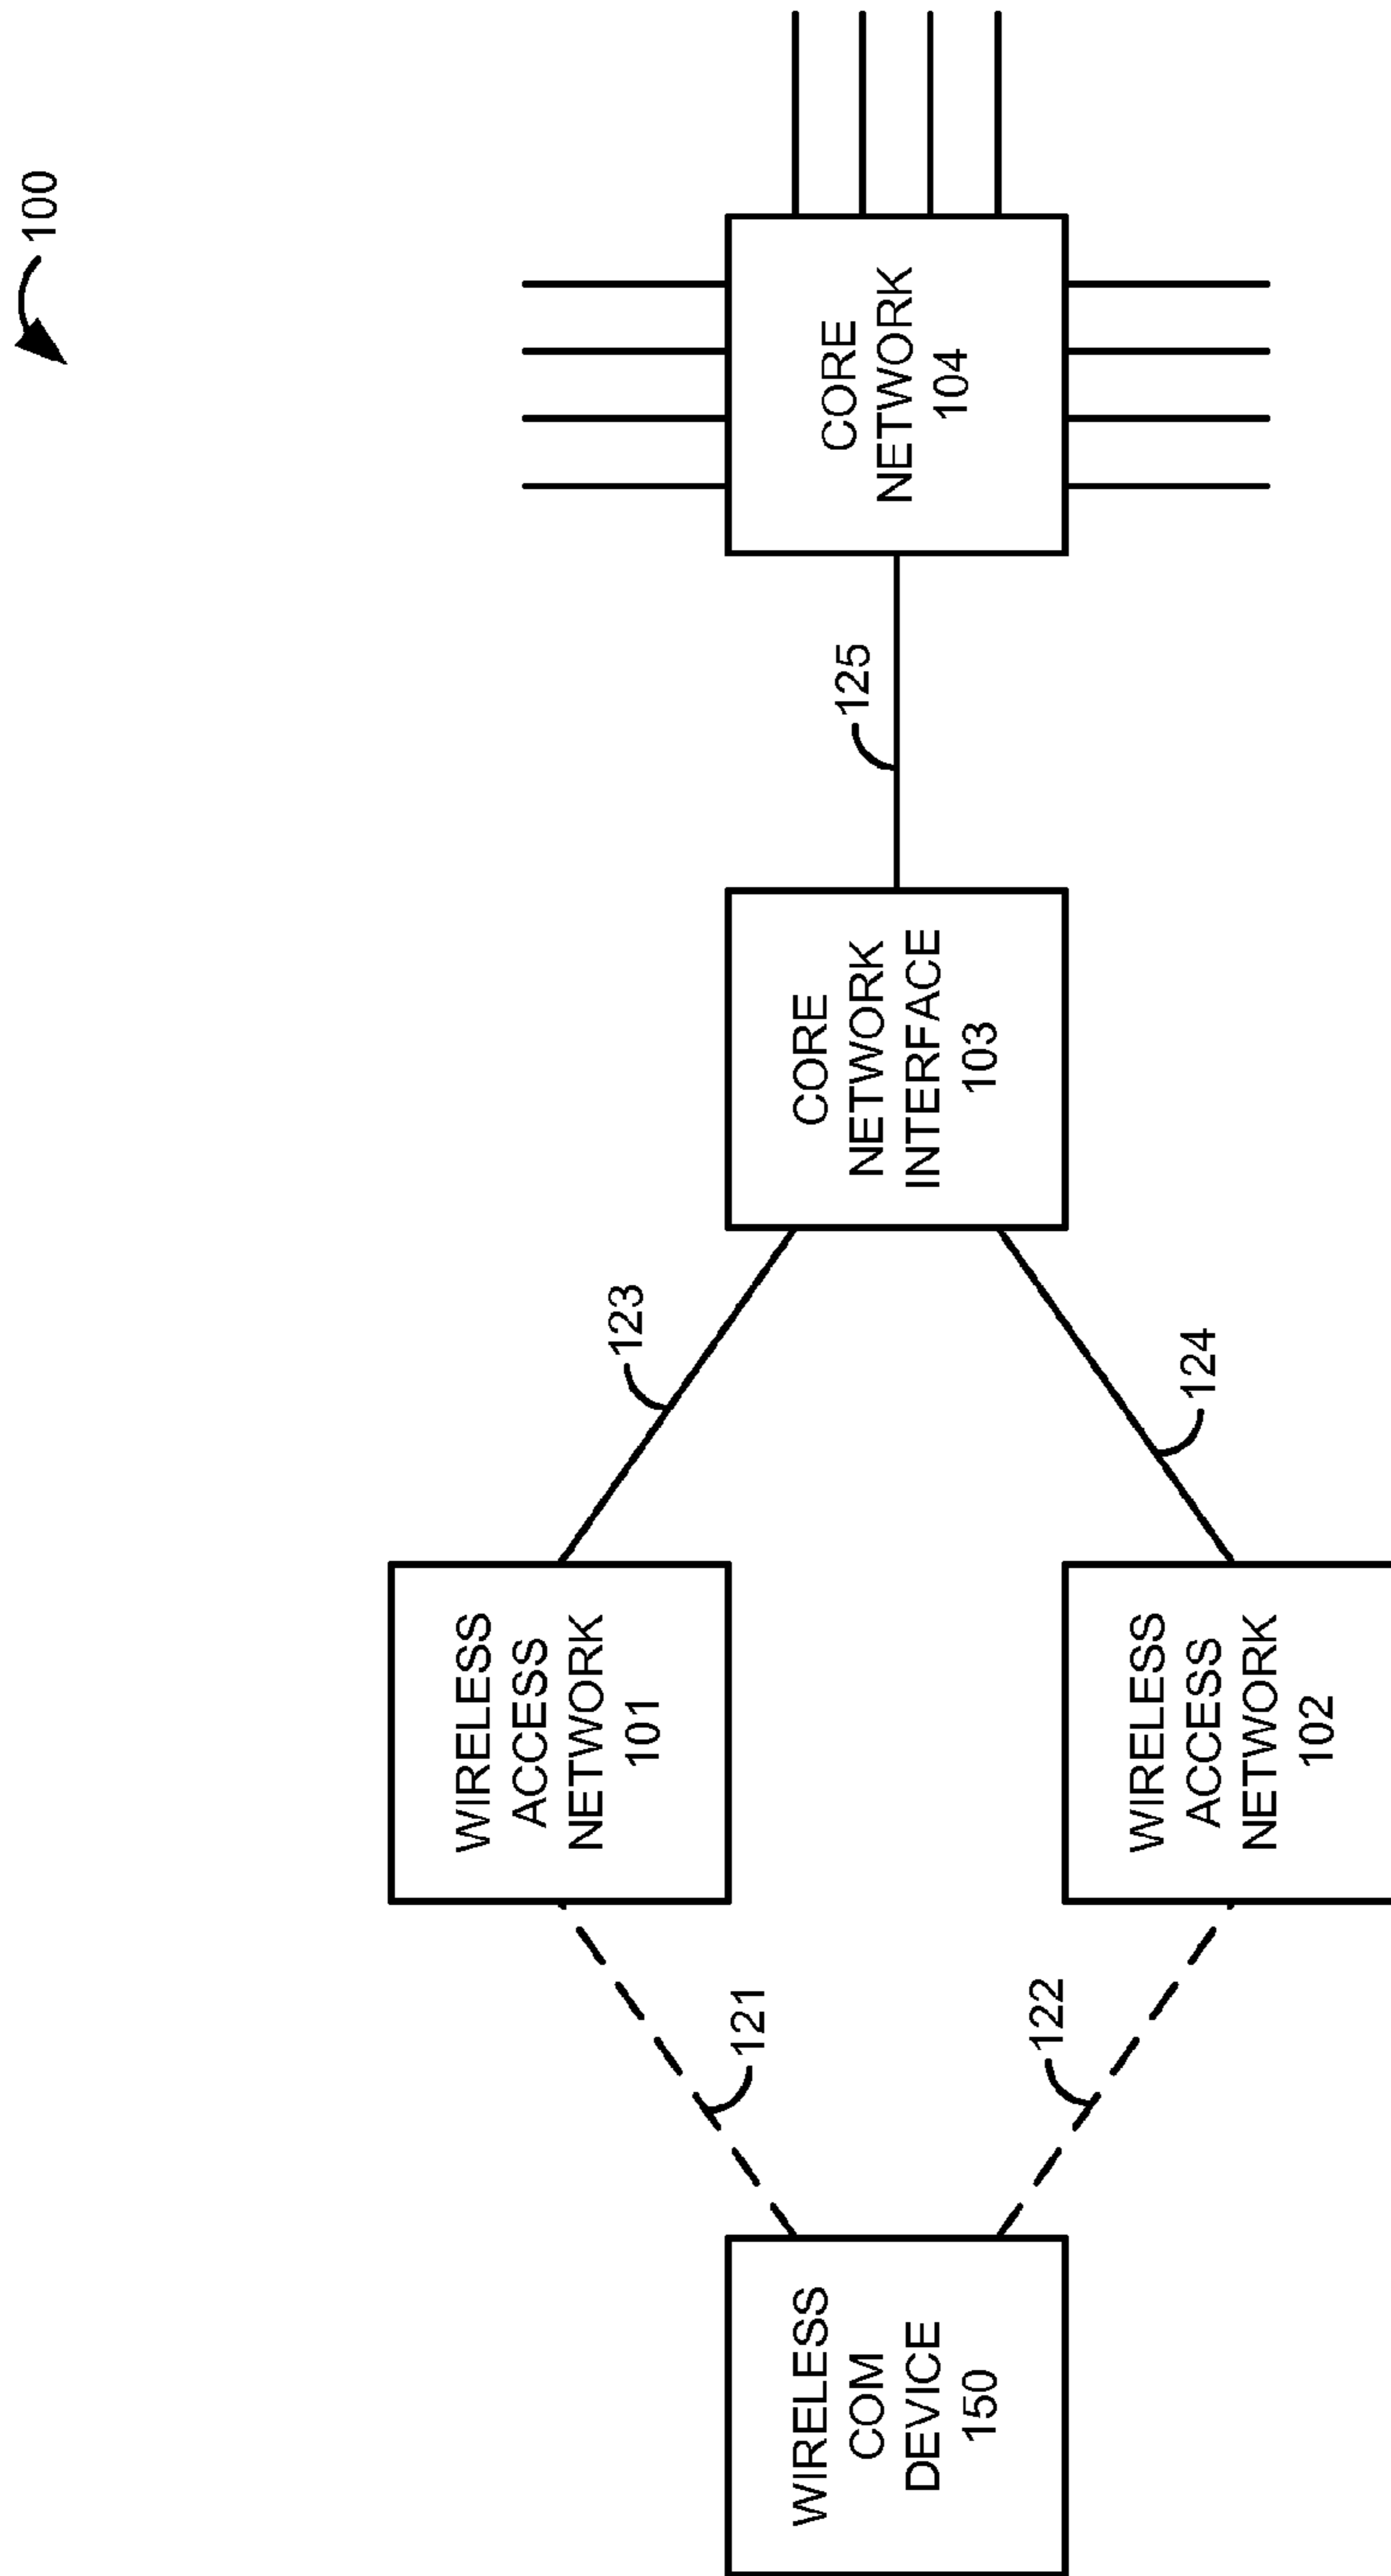 100
WIRELESS
COM
DEVICE
150
121
122
WIRELESS
ACCESS
NETWORK
101
WIRELESS
ACCESS
NETWORK
102
123
124
CORE
NETWORK
INTERFACE
103
125
CORE
NETWORK
104